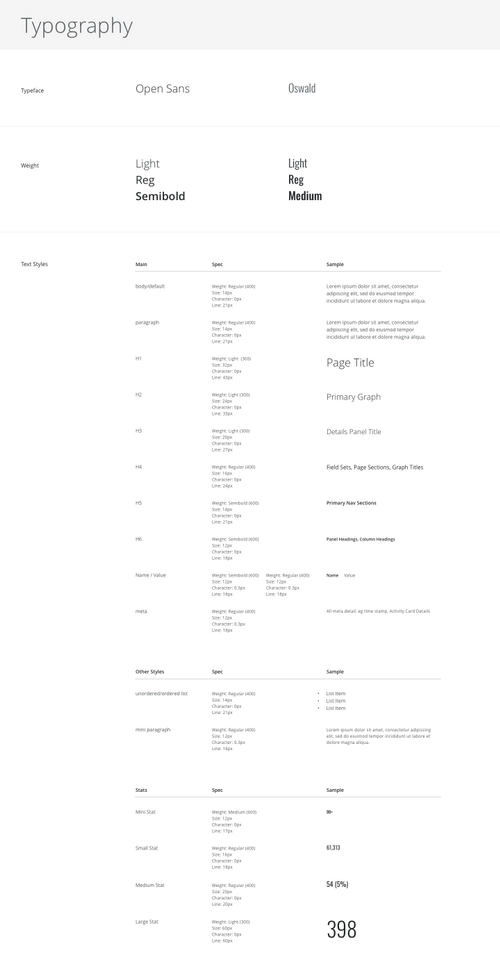 Typography
Typeface
Open Sans
Oswald
Weight
Light
Reg
Semibold
Light
Reg
Medium
Text Styles
Main
Spec
Sample
body/default
Weight: Regular (400)
Size: 14px
Character: 0px
Line: 21px
Lorem ipsum dolor sit amet, consectetur
adipiscing elit, sed do eiusmod tempor
incididunt ut labore et dolore magna aliqua.
paragraph
Weight: Regular (400)
Size: 14px
Character: 0px
Line: 21px
Lorem ipsum dolor sit amet, consectetur
adipiscing elit, sed do eiusmod tempor
incididunt ut labore et dolore magna aliqua.
H1
Weight: Light (300)
Size: 32px
Character: 0px
Line: 43px
Page Title
H2
Weight: Light (300)
Size: 24px
Character: 0px
Line: 33px
Primary Graph
H3
Weight: Light (300)
Size: 20px
Character: 0px
Line: 27px
Details Panel Title
H4
Weight: Regular (400)
Size: 16px
Character: 0px
Line: 24px
Field Sets, Page Sections, Graph Titles
H5
Weight: Semibold (600)
Size: 14px
Character: 0px
Line: 21px
Primary Nav Sections
H6
Weight: Semibold (600)
Size: 12px
Character: 0px
Line: 18px
Panel Headings, Column Headings
Name / Value
Weight: Semibold (600)
Size: 12px
Character: 0.3px
Line: 18px
Weight: Regular (400)
Size: 12px
Character: 0.3px
Line: 18px
Name Value
meta
Weight: Regular (400)
Size: 12px
Character: 0.3px
Line: 18px
All meta detail: eg time stamp, Activity Card Details
Other Styles
Spec
Sample
unordered/ordered list
Weight: Regular (400)
Size: 14px
Character: 0px
Line: 21px
• List Item
• List Item
• List Item
mini paragraph
Weight: Regular (400)
Size: 12px
Character: 0.3px
Line: 18px
Lorem ipsum dolor sit amet, consectetur adipiscing
elit, sed do eiusmod tempor incididunt ut labore et
dolore magna aliqua.
Stats
Spec
Sample
Mini Stat
Weight: Medium (600)
Size: 12px
Character: 0px
Line: 17px
Small Stat
Weight: Regular (400)
Size: 16px
Character: 0px
Line: 18px
61,313
Medium Stat
Weight: Regular (400)
Size: 20px
Character: 0px
Line: 20px
54 (5%)
Large Stat
Weight: Light (300)
Size: 60px
Character: 0px
Line: 60px
398